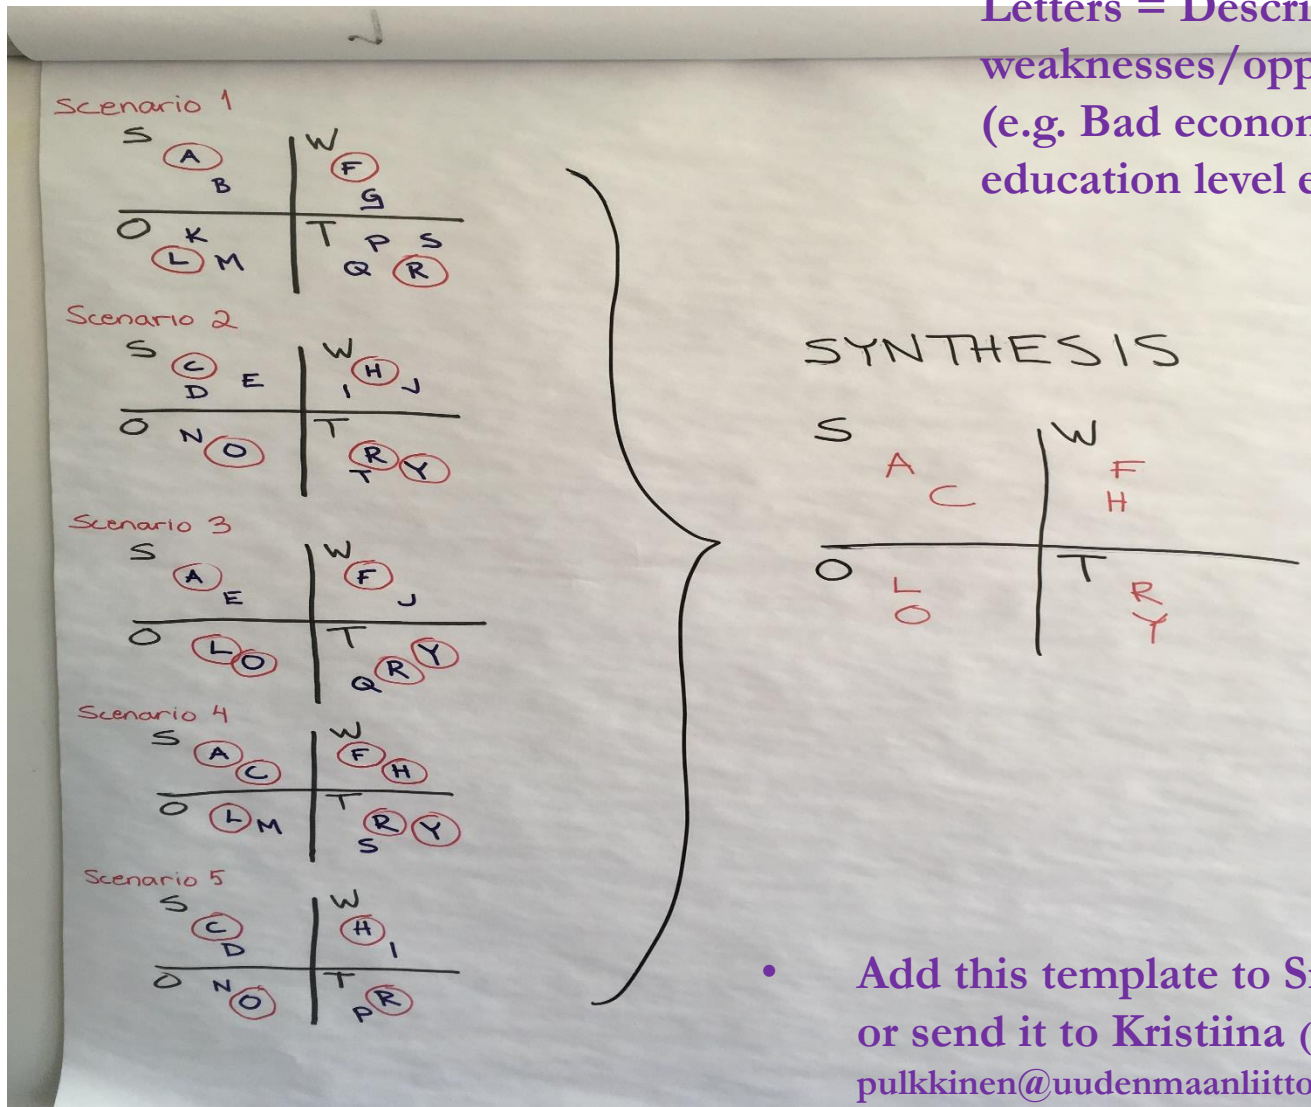 Letters = Descri
weaknesses/opp
(e.g. Bad econom
education level e
Scenario 1
S W
A F
B G
O K T P S
L M Q R
Scenario 2
S W
C E H
D I J
O N T R Y
O T
Scenario 3
S W
A F
E J
O L O T Y
Q R
Scenario 4
S W
A C F H
O L M T R Y
S
Scenario 5
S W
C H
D I
O N T R
O P
SYNTHESIS
S W
A F
C H
O L T R
O Y
• Add this template to S
or send it to Kristiina (
pulkkinen@uudenmaanliitto